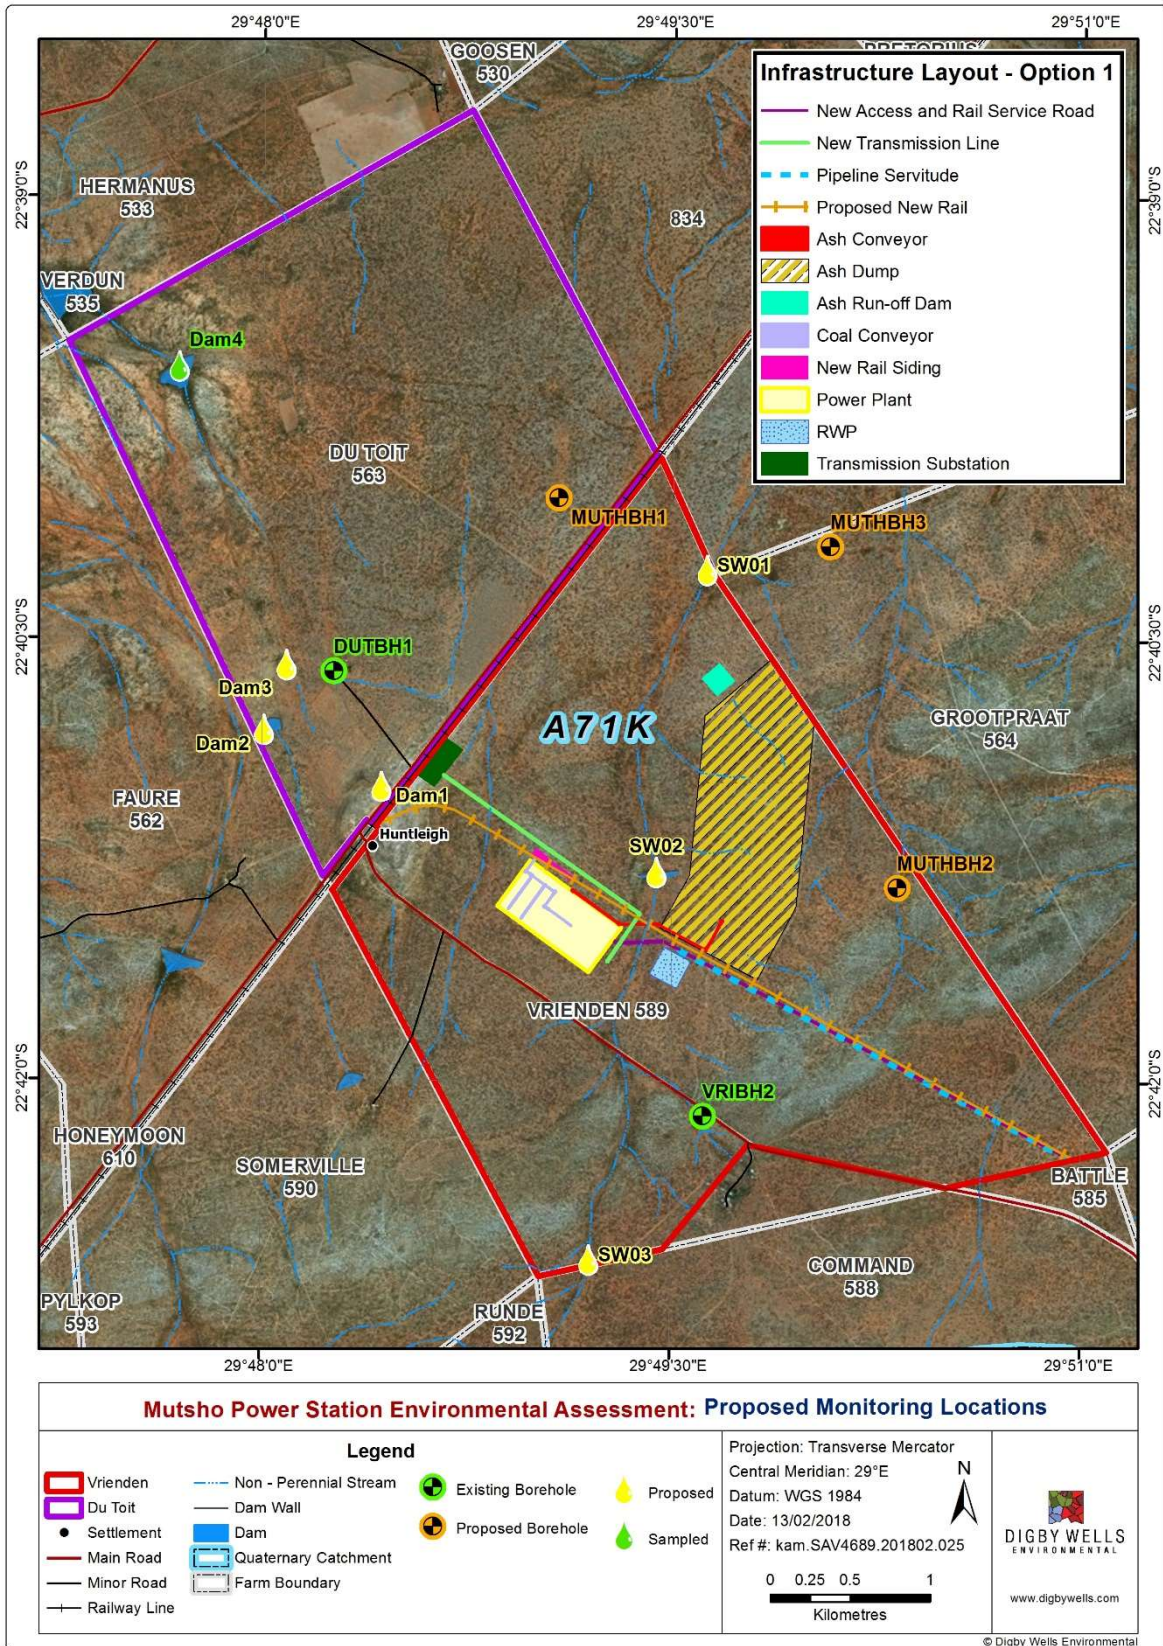 29°48'0"E
29°49'30"E
29°51'0"E
GOOSEN
530
PRETORIUS
Infrastructure Layout - Option 1
New Access and Rail Service Road
New Transmission Line
Pipeline Servitude
Proposed New Rail
Ash Conveyor
Ash Dump
Ash Run-off Dam
Coal Conveyor
New Rail Siding
Power Plant
RWP
Transmission Substation
22°39'0"S
22°39'0"S
HERMANUS
533
834
VERDUN
535
Dam4
DU TOIT
563
MUTHBH1
MUTHBH3
SW01
22°40'30"S
22°40'30"S
DUTBH1
Dam3
Dam2
A71K
GROOTPRAAT
564
FAURE
562
Dam1
Huntleigh
SW02
MUTHBH2
VRIENDEN 589
22°42'0"S
22°42'0"S
VRIBH2
HONEYMOON
610
SOMERVILLE
590
BATTLE
585
SW03
COMMAND
588
PYLKOP
593
RUNDE
592
29°48'0"E
29°49'30"E
29°51'0"E
Mutsho Power Station Environmental Assessment: Proposed Monitoring Locations
Legend
Vrienden
Du Toit
Settlement
Main Road
Minor Road
Railway Line
Non - Perennial Stream
Dam Wall
Dam
Quaternary Catchment
Farm Boundary
Existing Borehole
Proposed Borehole
Proposed
Sampled
Projection: Transverse Mercator
Central Meridian: 29°E
Datum: WGS 1984
Date: 13/02/2018
Ref #: kam.SAV4689.201802.025
N
0 0.25 0.5 1
Kilometres
DIGBY WELLS
ENVIRONMENTAL
www.digbywells.com
© Digby Wells Environmental